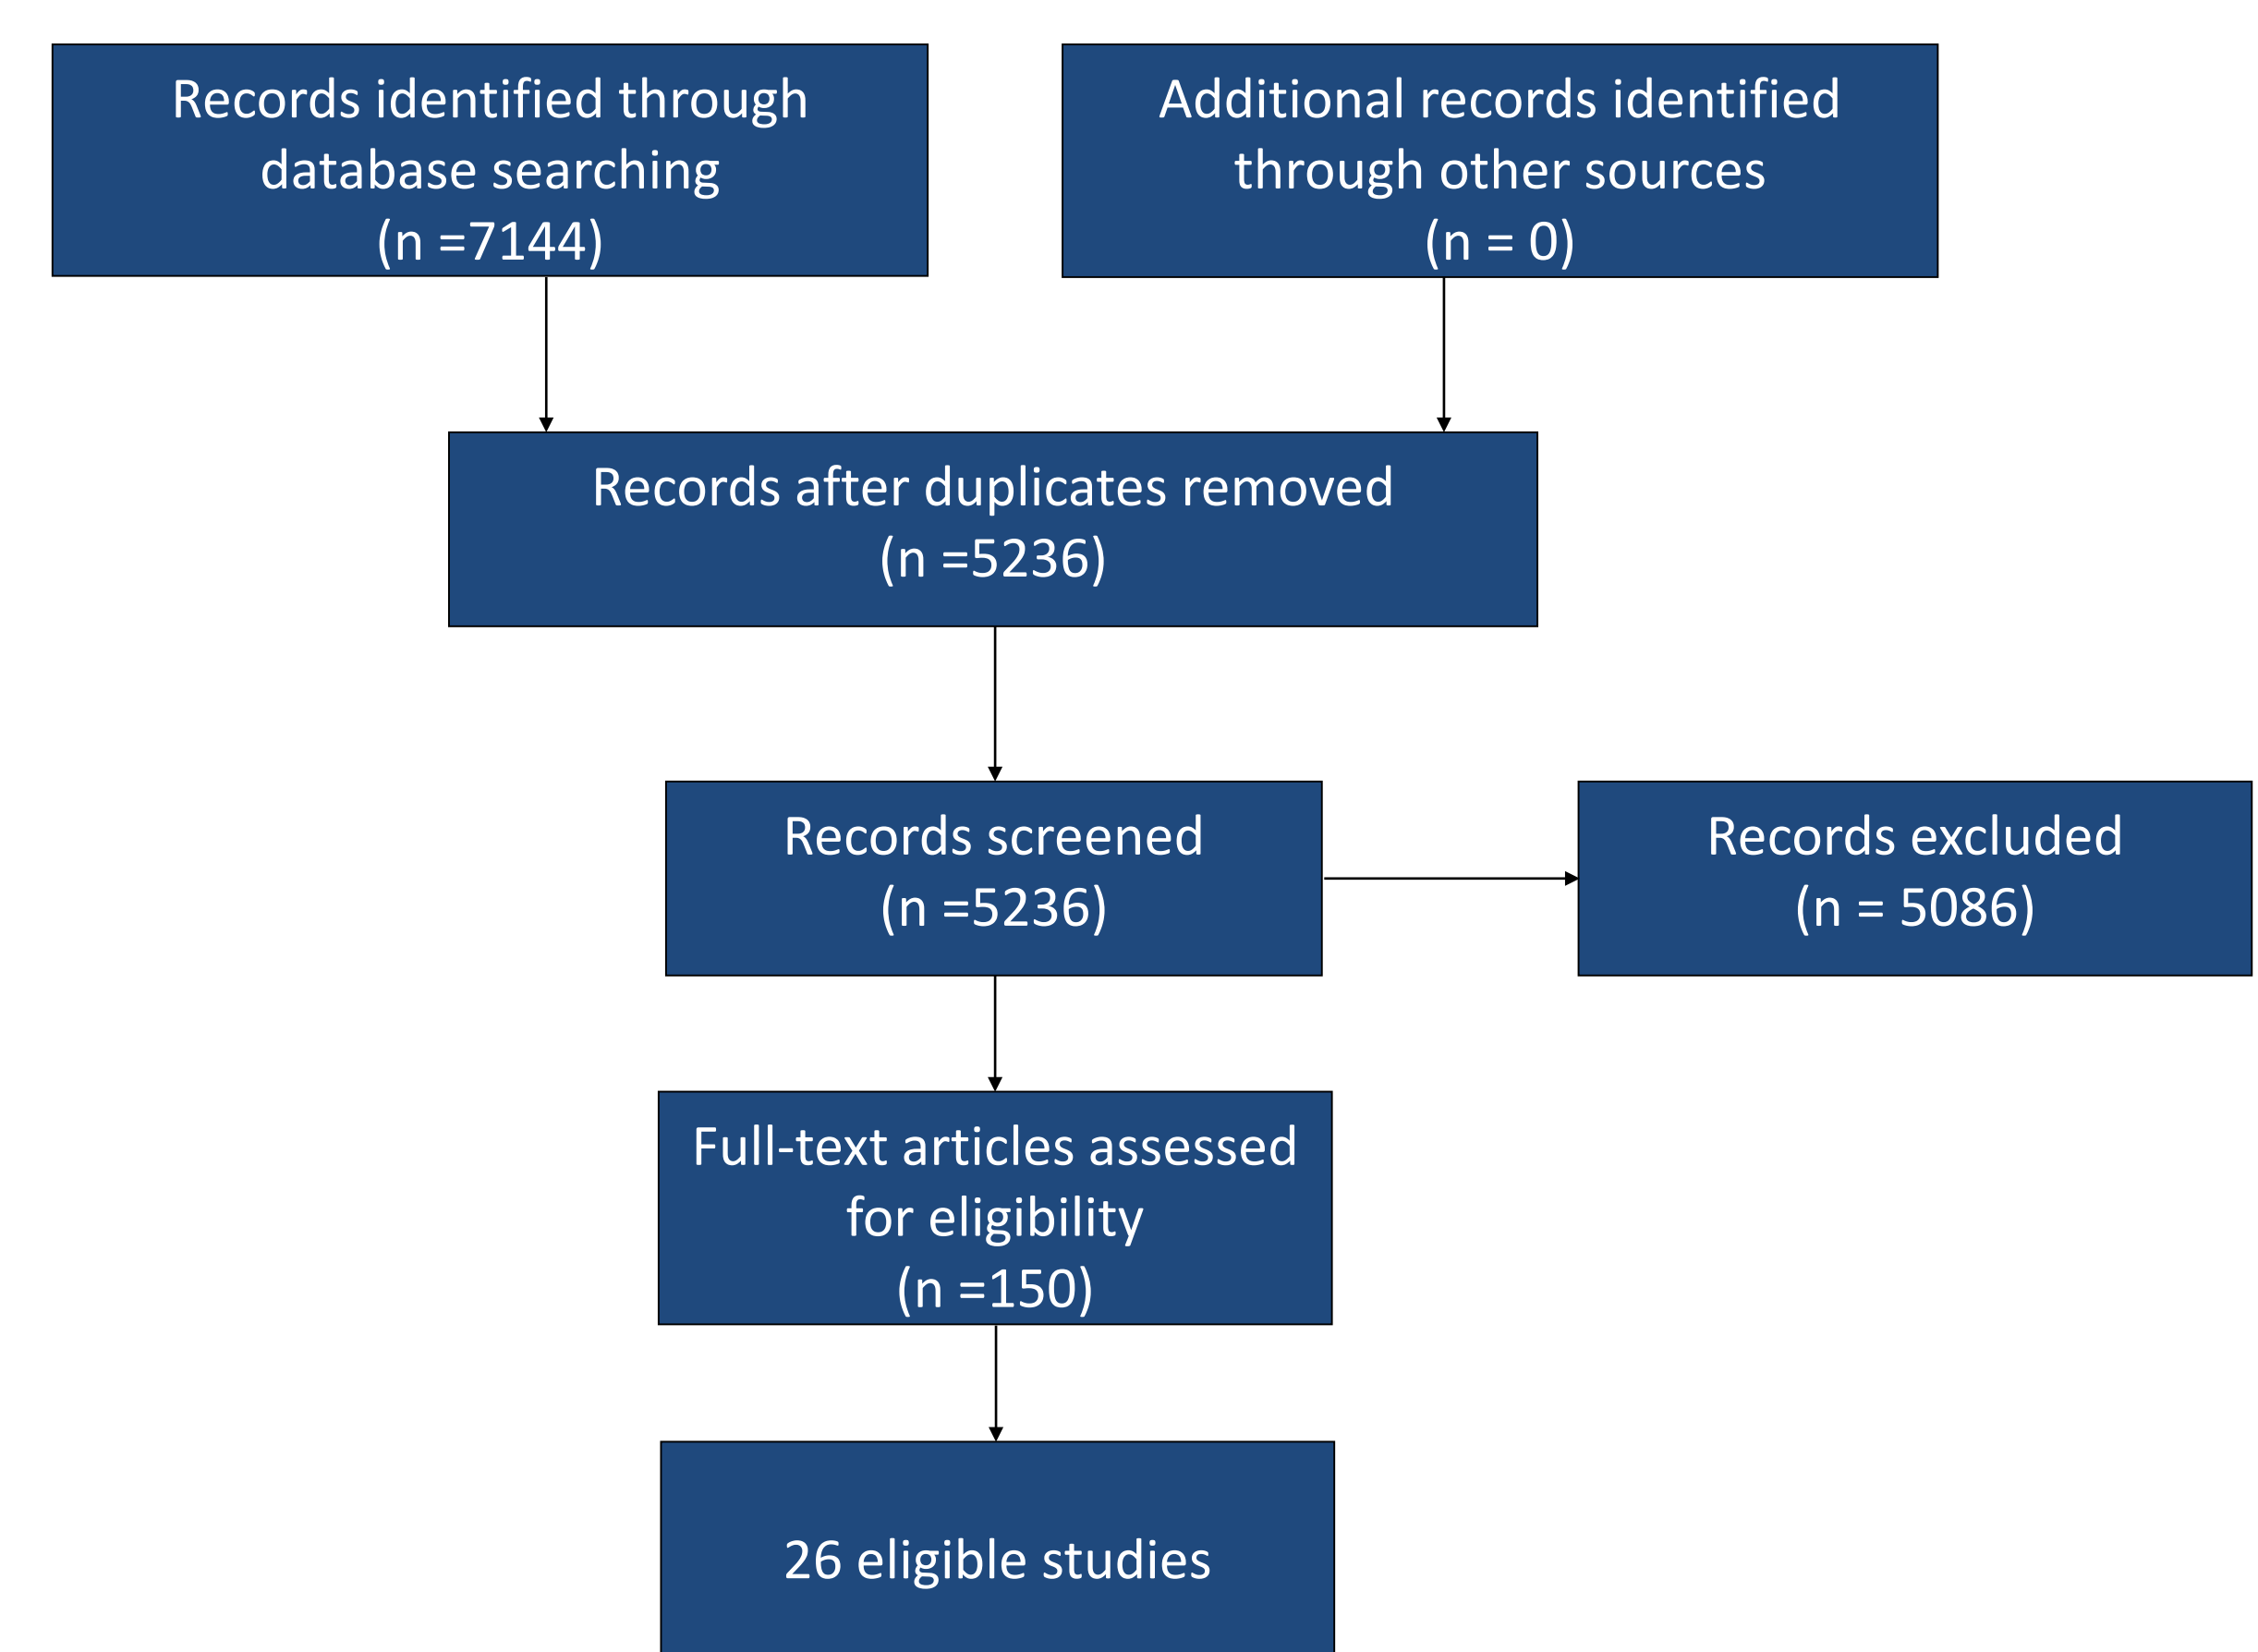 Records identified through
database searching
(n =7144)
Additional records identified
through other sources
(n = 0)
Records after duplicates removed
(n =5236)
Records screened
(n =5236)
Records excluded
(n = 5086)
Full-text articles assessed
for eligibility
(n =150)
26 eligible studies